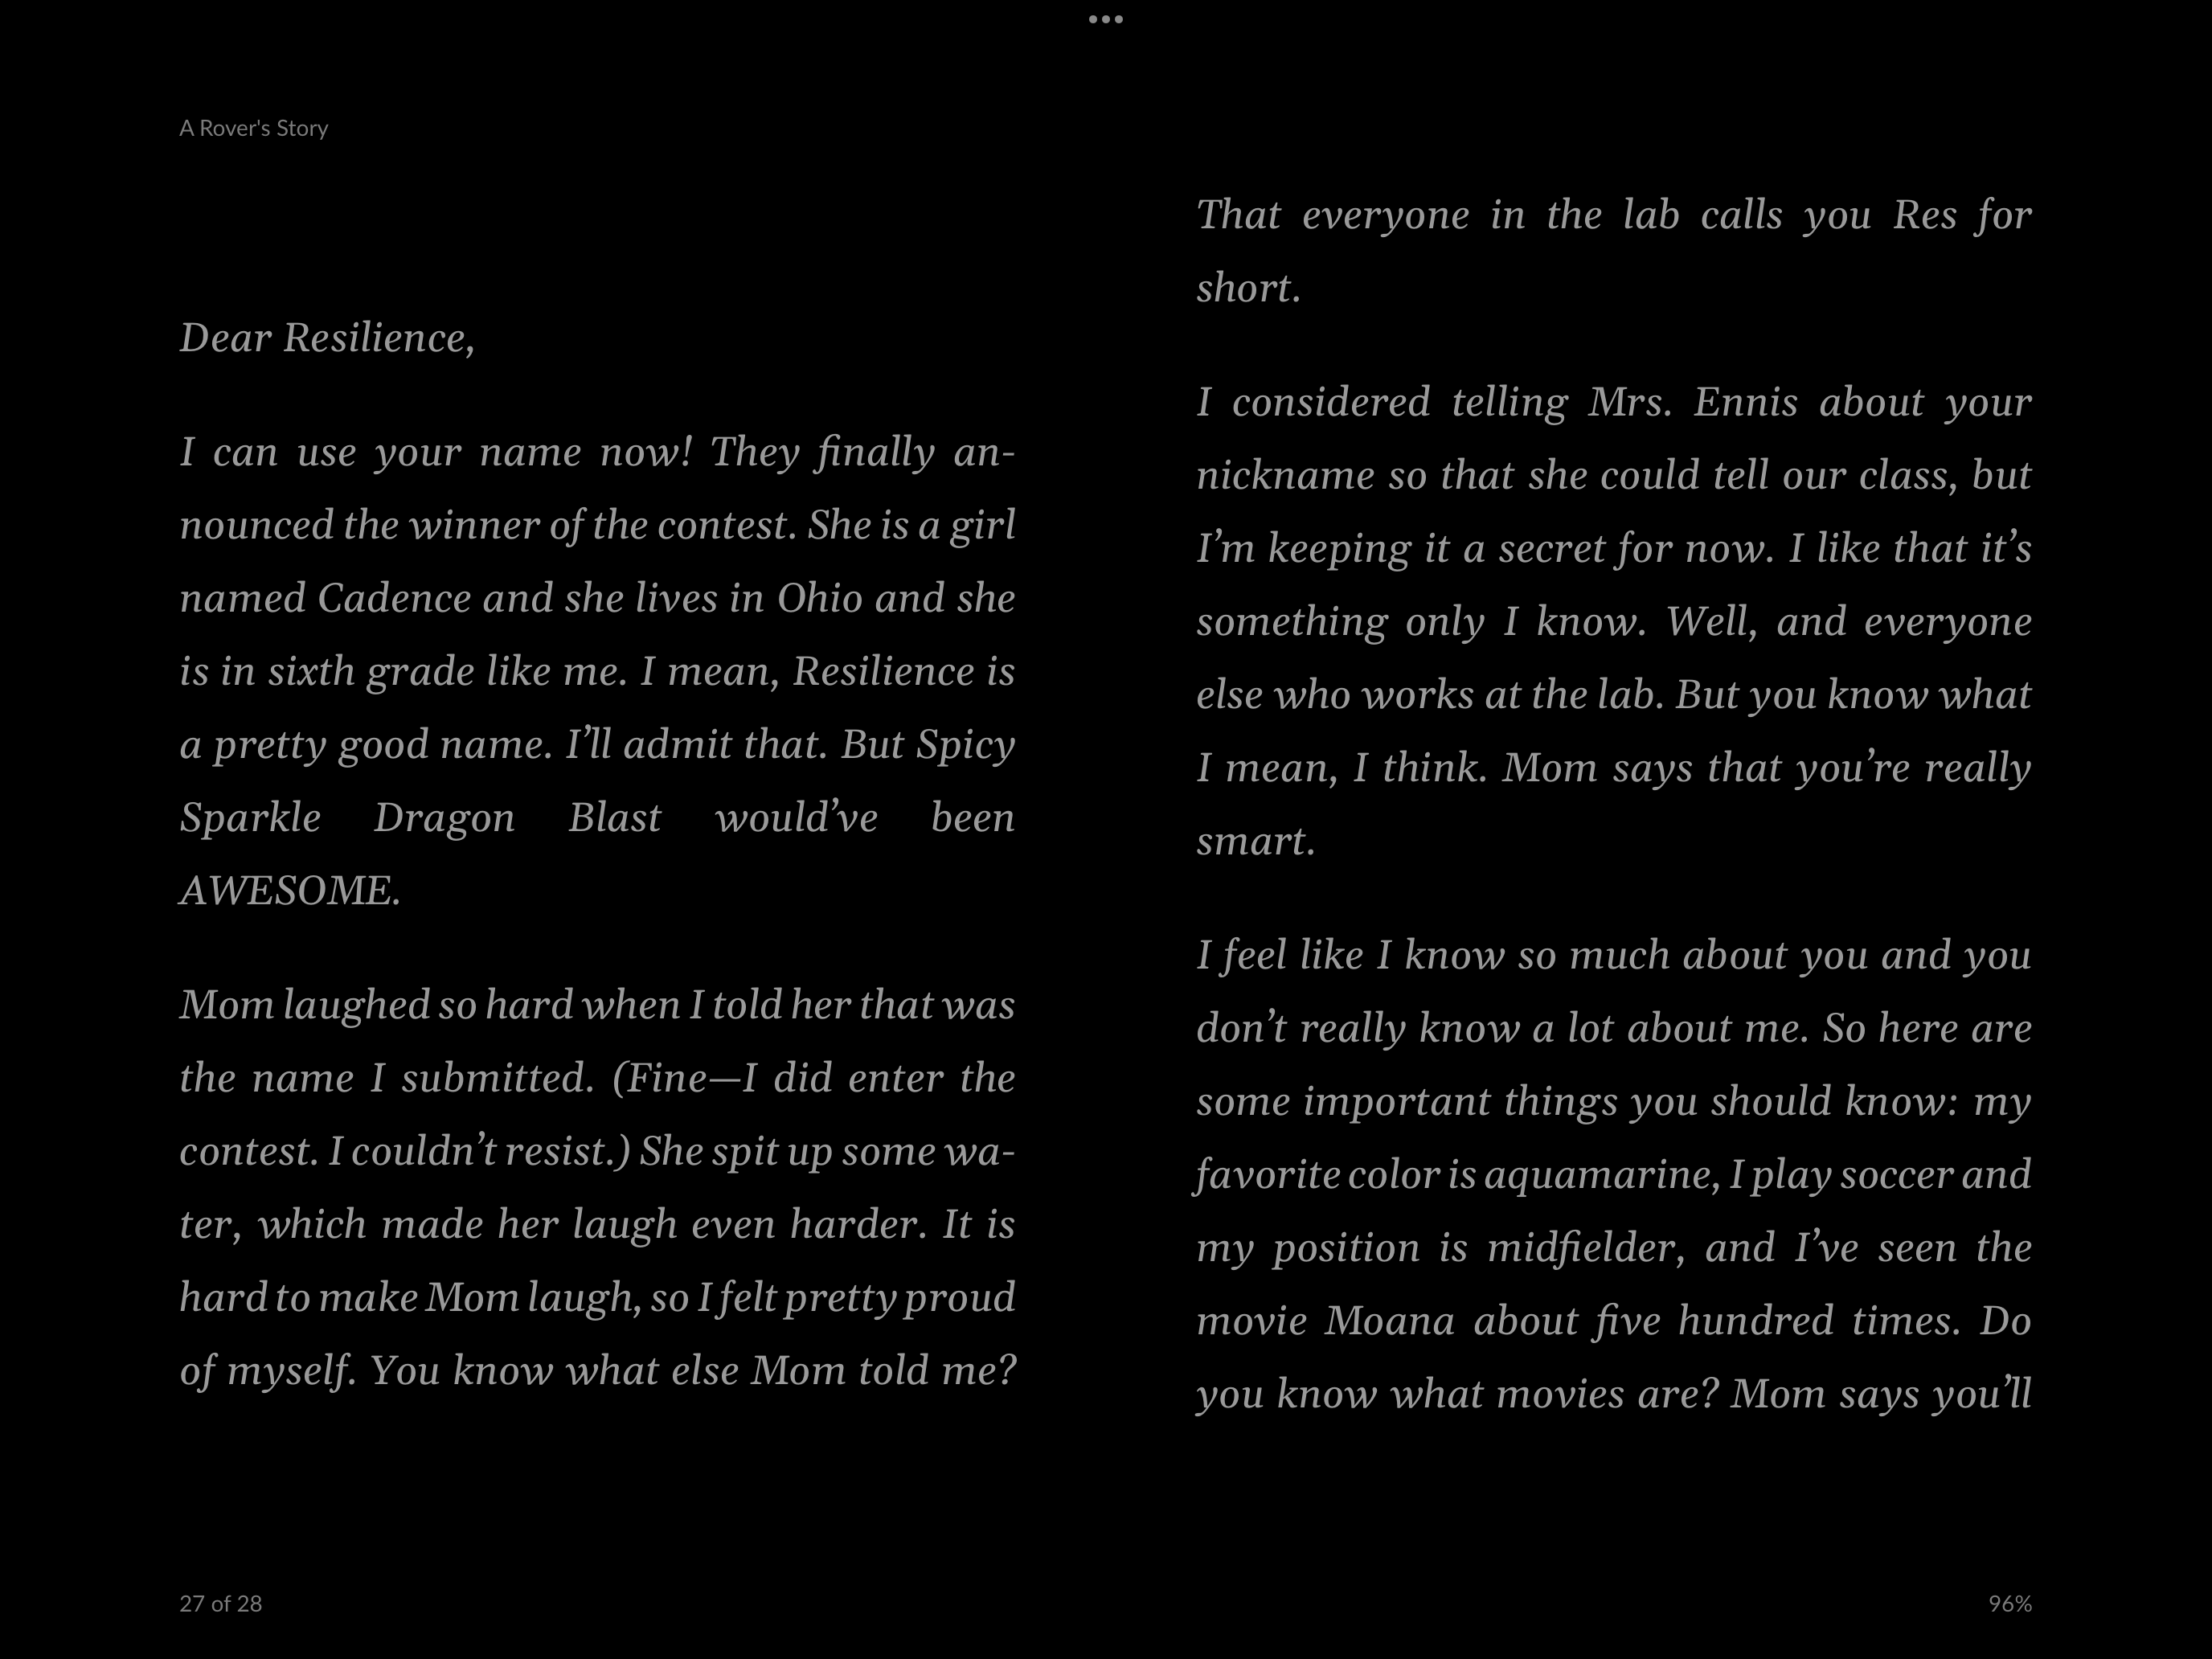 A Rover's Story
Dear Resilience,
I can use your name now! They finally an-
nounced the winner of the contest. She is a girl
named Cadence and she lives in Ohio and she
is in sixth grade like me. I mean, Resilience is
a pretty good name. I’ll admit that. But Spicy
Sparkle Dragon Blast would’ve been
AWESOME.
Mom laughed so hard when I told her that was
the name I submitted. (Fine—I did enter the
contest. I couldn’t resist.) She spit up some wa-
ter, which made her laugh even harder. It is
hard to make Mom laugh, so I felt pretty proud
of myself. You know what else Mom told me?
That everyone in the lab calls you Res for
short.
I considered telling Mrs. Ennis about your
nickname so that she could tell our class, but
I’m keeping it a secret for now. I like that it’s
something only I know. Well, and everyone
else who works at the lab. But you know what
I mean, I think. Mom says that you’re really
smart.
I feel like I know so much about you and you
don’t really know a lot about me. So here are
some important things you should know: my
favorite color is aquamarine, I play soccer and
my position is midfielder, and I’ve seen the
movie Moana about five hundred times. Do
you know what movies are? Mom says you’ll
27 of 28
96%